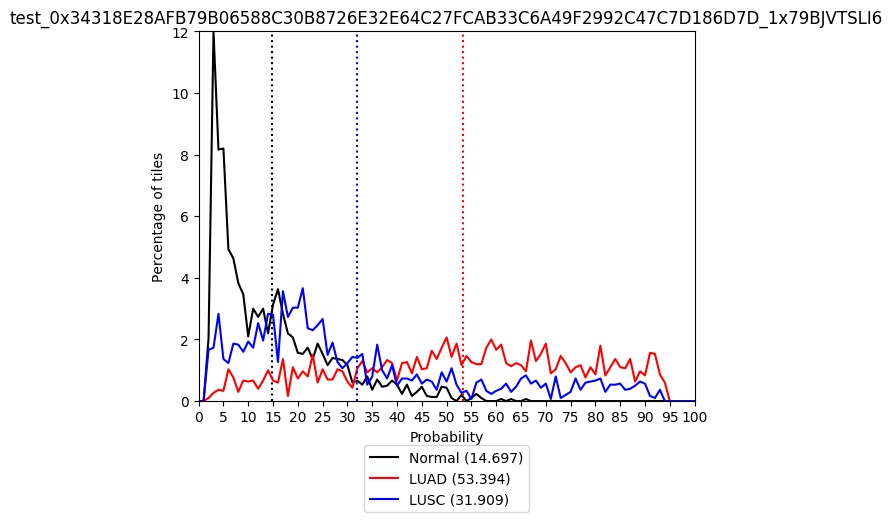 test_0x34318E28AFB79B06588C30B8726E32E64C27FCAB33C6A49F2992C47C7D186D7D_1x79BJVTSLI6
12
10
8
6
4
2
0
Percentage of tiles
0 5 10 15 20 25 30 35 40 45 50 55 60 65 70 75 80 85 90 95 100
Probability
Normal (14.697)
LUAD (53.394)
LUSC (31.909)